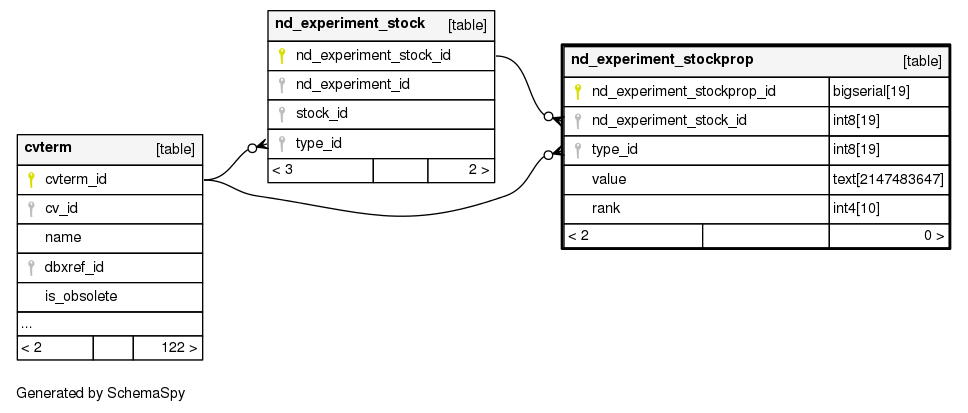 nd_experiment_stock [table]
nd_experiment_stock_id
nd_experiment_id
stock_id
type_id
< 3 2 >
nd_experiment_stockprop [table]
nd_experiment_stockprop_id bigserial[19]
nd_experiment_stock_id int8[19]
type_id int8[19]
value text[2147483647]
rank int4[10]
< 2 0 >
cvterm [table]
cvterm_id
cv_id
name
dbxref_id
is_obsolete
...
< 2 122 >
Generated by SchemaSpy